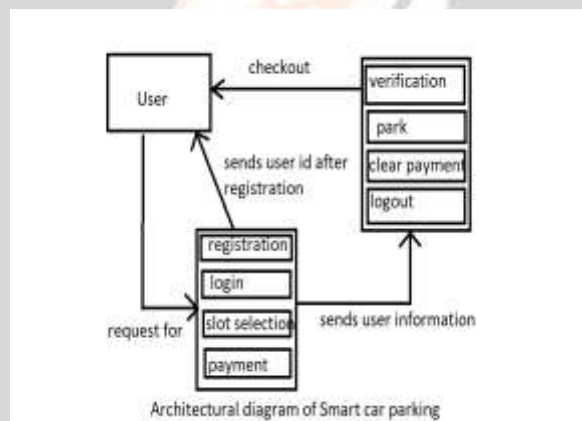 checkout
User
verification
park
clear payment
logout
sends user id after
registration
registration
login
slot selection
payment
request for
sends user information
Architectural diagram of Smart car parking